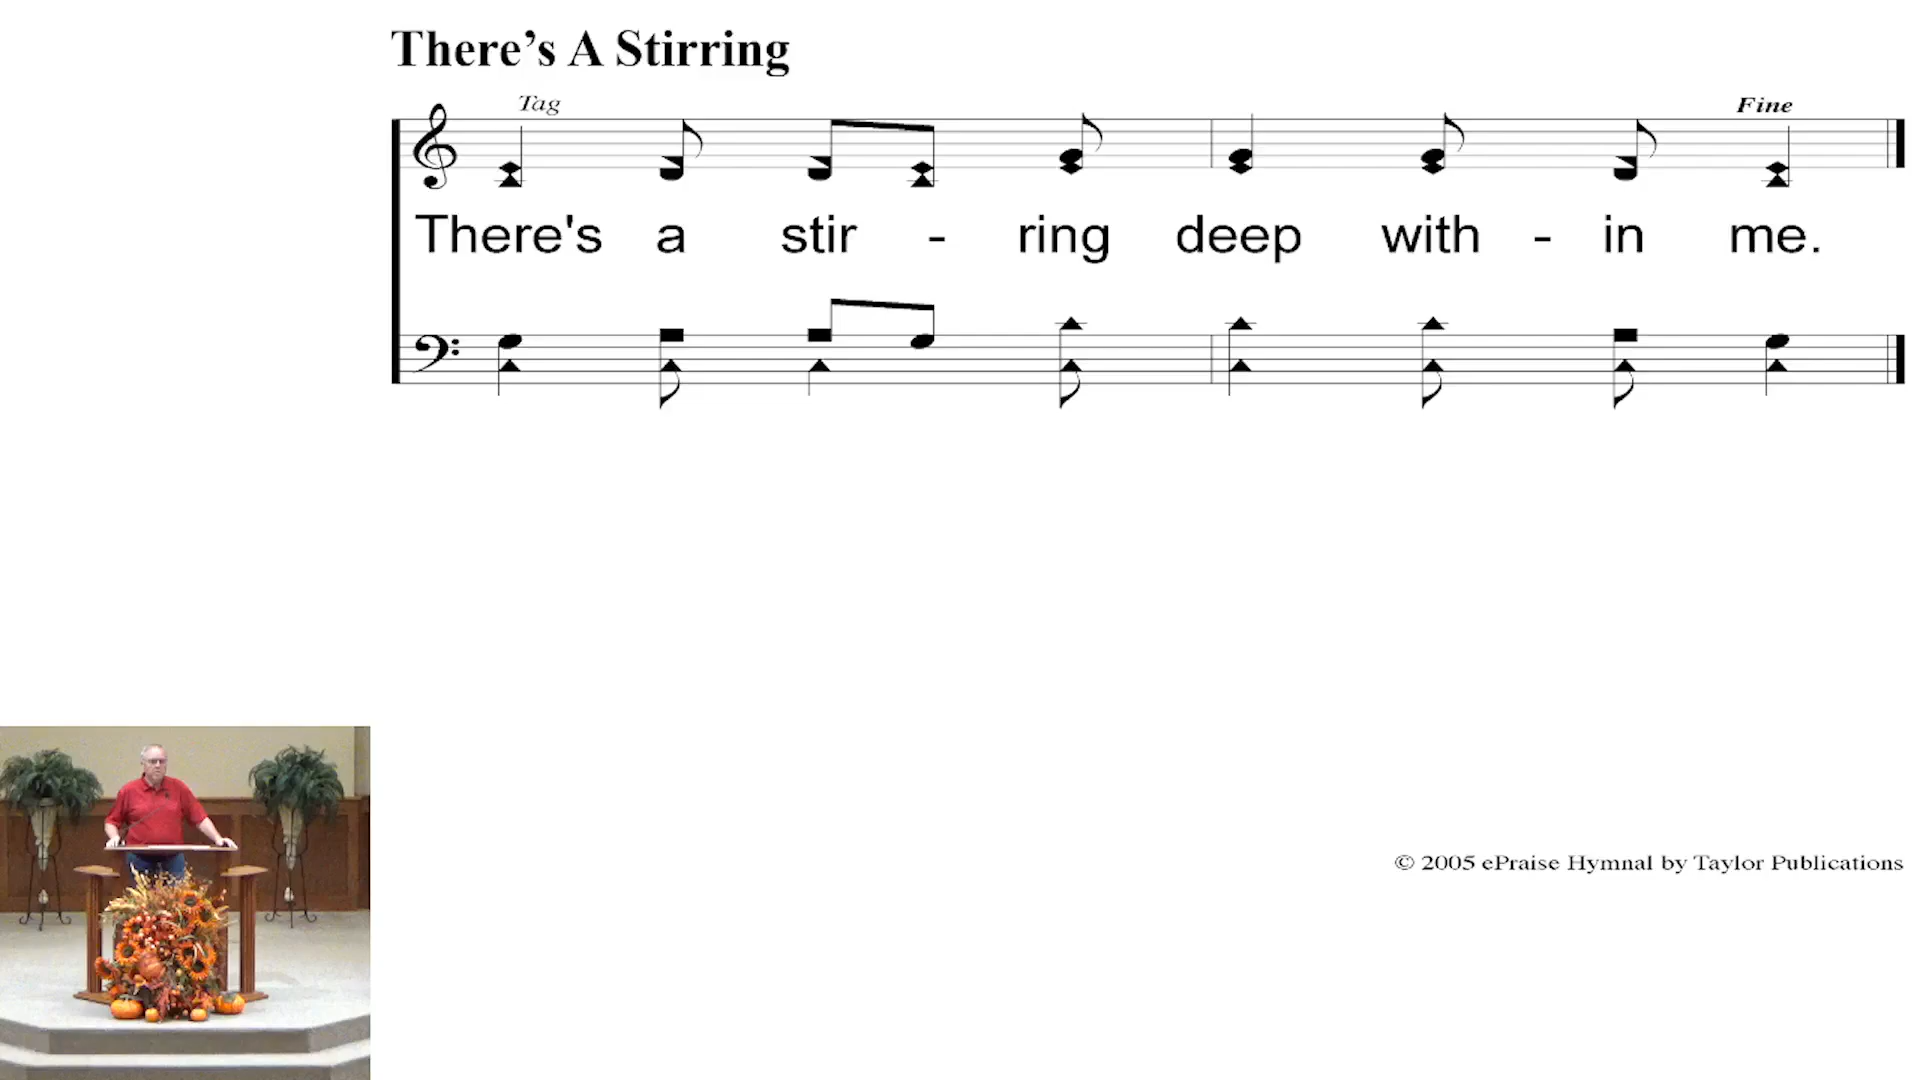 There’s A Stirring
Tag
Fine
There's a stir - ring deep with - in me.
© 2005 ePraise Hymnal by Taylor Publications